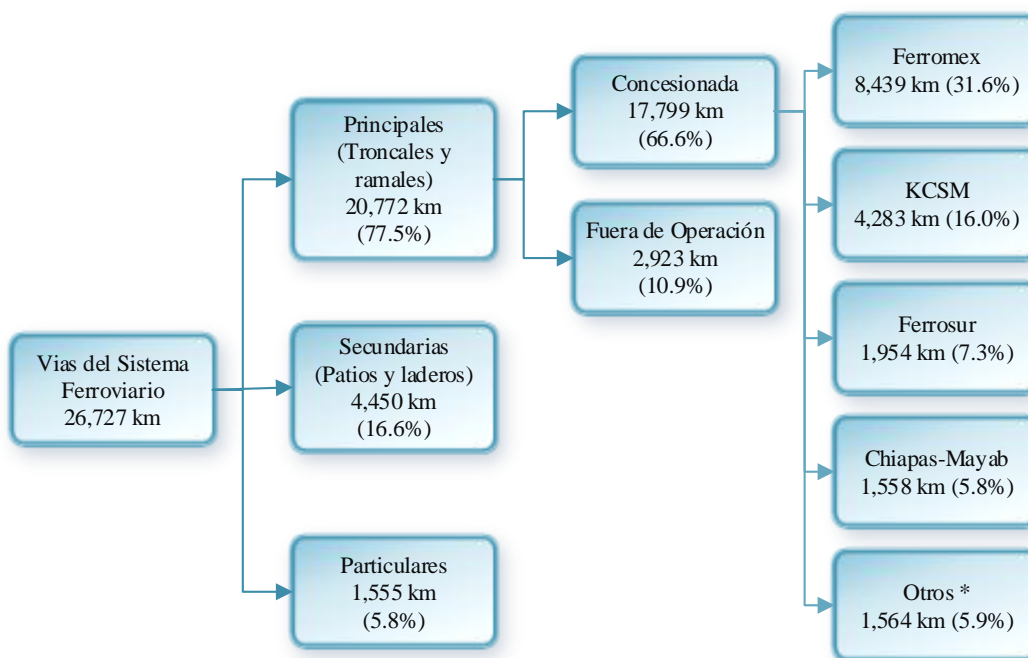 Vias del Sistema
Ferroviario
26,727 km
Principales
(Troncales y
ramales)
20,772 km
(77.5%)
Secundarias
(Patios y laderos)
4,450 km
(16.6%)
Particulares
1,555 km
(5.8%)
Concesionada
17,799 km
(66.6%)
Fuera de Operación
2,923 km
(10.9%)
Ferromex
8,439 km (31.6%)
KCSM
4,283 km (16.0%)
Ferrosur
1,954 km (7.3%)
Chiapas-Mayab
1,558 km (5.8%)
Otros *
1,564 km (5.9%)